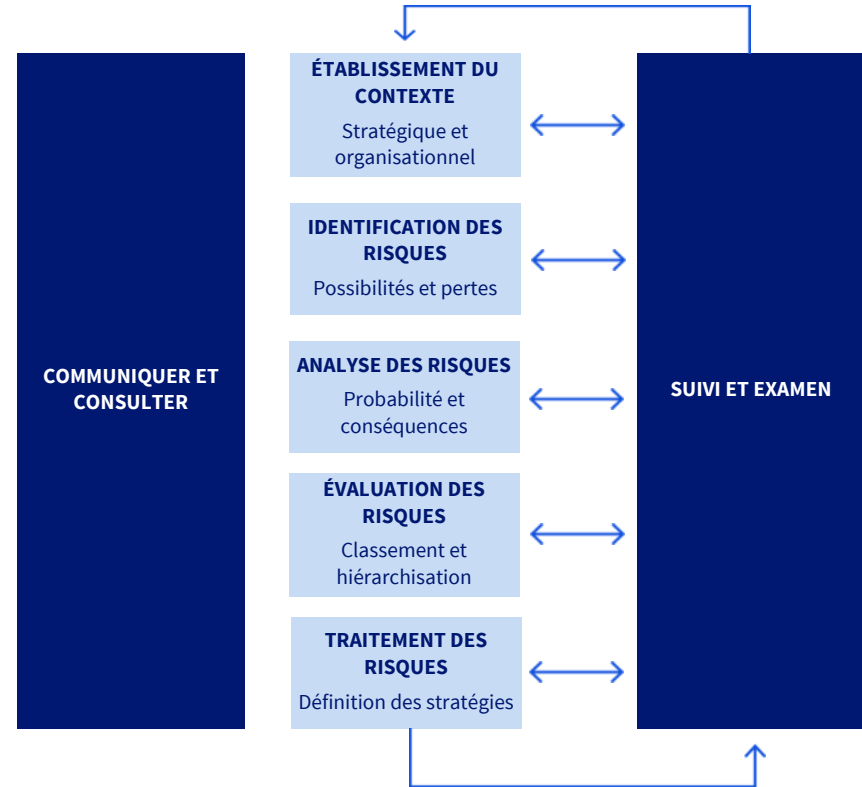 COMMUNIQUER ET
CONSULTER
ÉTABLISSEMENT DU
CONTEXTE
Stratégique et
organisationnel
IDENTIFICATION DES
RISQUES
Possibilités et pertes
ANALYSE DES RISQUES
Probabilité et
conséquences
ÉVALUATION DES
RISQUES
Classement et
hiérarchisation
TRAITEMENT DES
RISQUES
Définition des stratégies
SUIVI ET EXAMEN